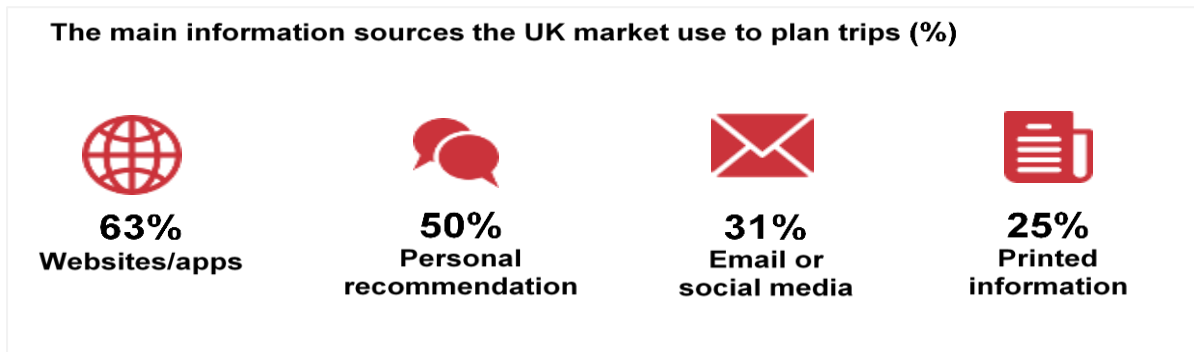 The main information sources the UK market use to plan trips (%)
63%
Websites/apps
50%
Personal
recommendation
31%
Email or
social media
25%
Printed
information